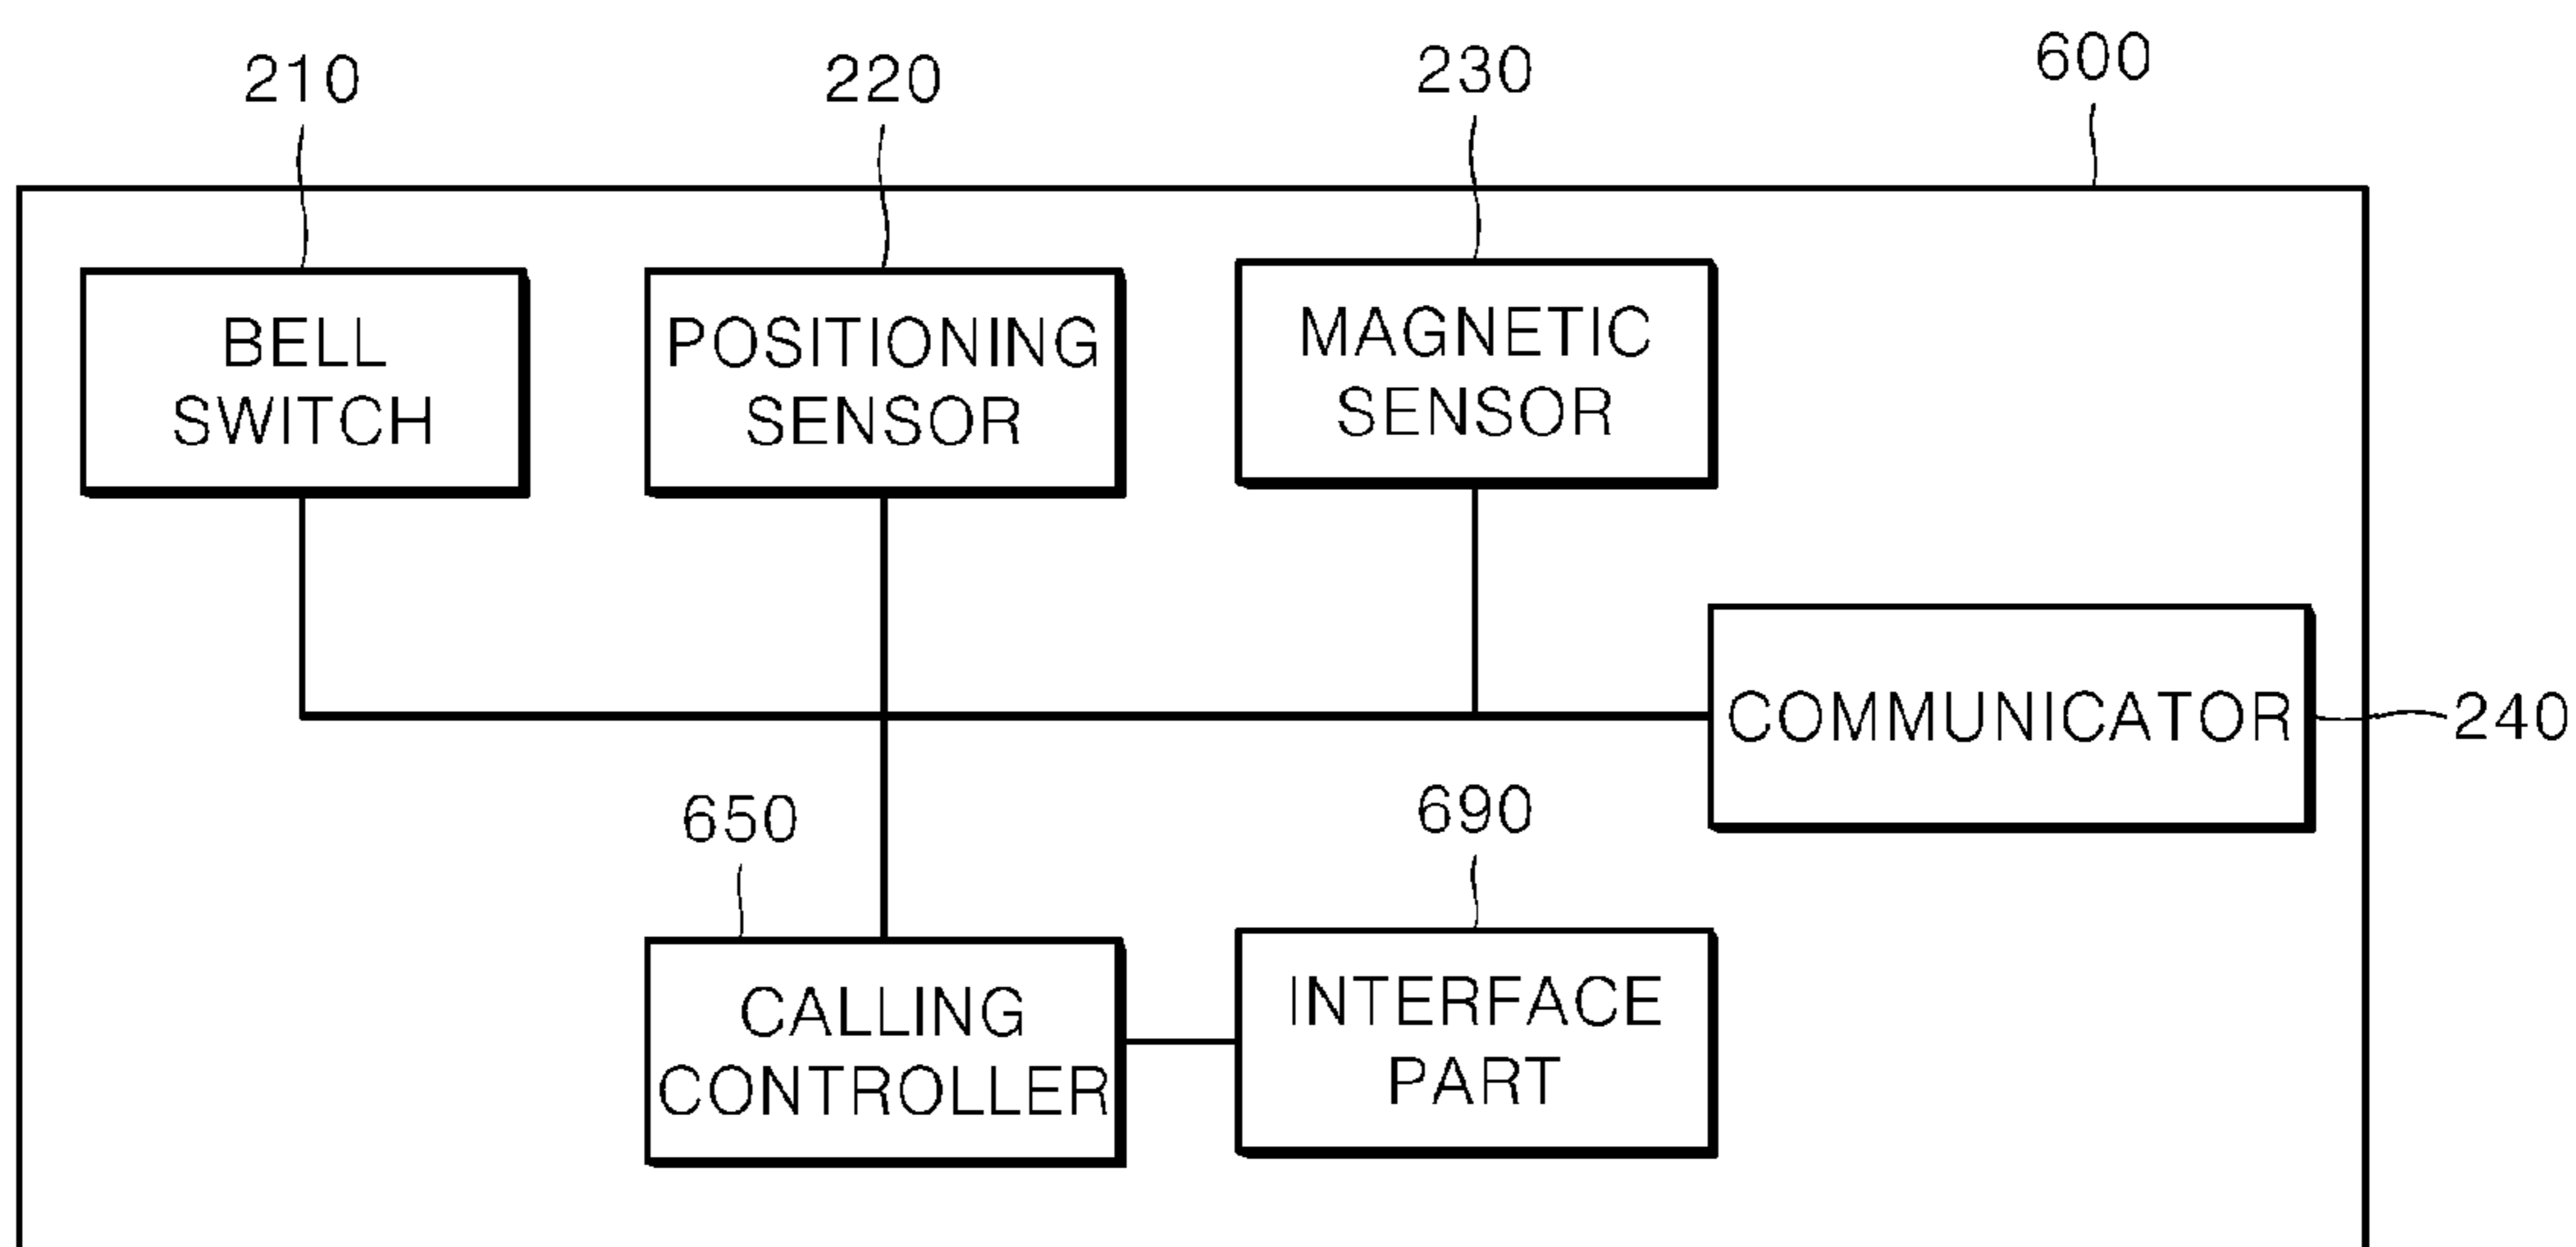 210
220
230
600
BELL
SWITCH
POSITIONING
SENSOR
MAGNETIC
SENSOR
COMMUNICATOR
240
650
690
CALLING
CONTROLLER
INTERFACE
PART